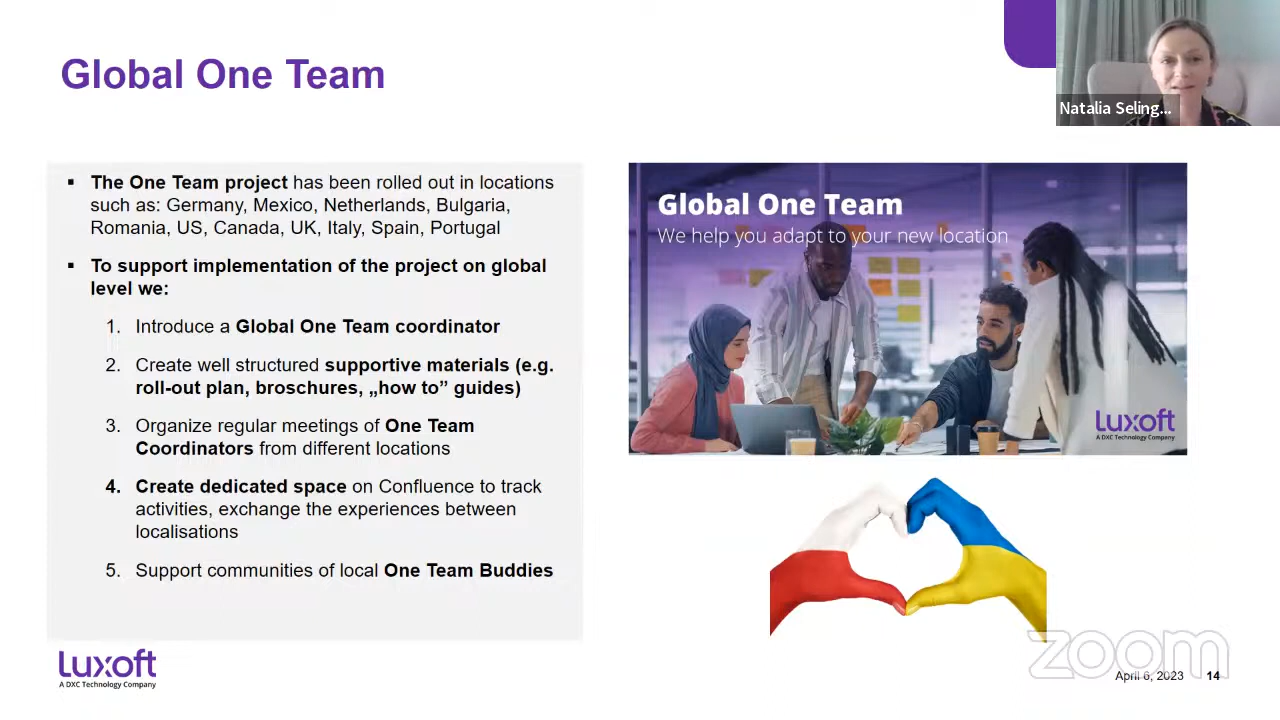 Global One Team
Natalia Seling...
▪ The One Team project has been rolled out in locations
such as: Germany, Mexico, Netherlands, Bulgaria,
Romania, US, Canada, UK, Italy, Spain, Portugal
▪ To support implementation of the project on global
level we:
1. Introduce a Global One Team coordinator
2. Create well structured supportive materials (e.g.
roll-out plan, broschures, „how to” guides)
3. Organize regular meetings of One Team
Coordinators from different locations
4. Create dedicated space on Confluence to track
activities, exchange the experiences between
localisations
5. Support communities of local One Team Buddies
Global One Team
We help you adapt to your new location
Luxoft
A DXC Technology Company
Luxoft
A DXC Technology Company
zoom
April 6, 2023 14